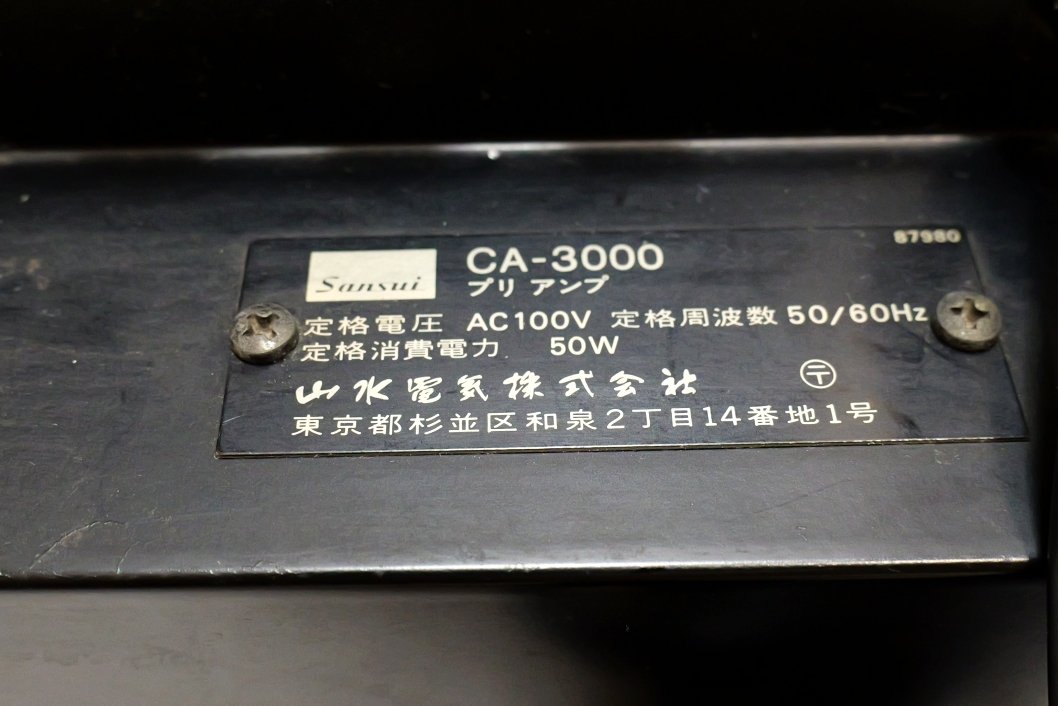 87980
Sansui CA-3000
プリ アンプ
定格電圧 AC100V 定格周波数 50/60Hz
定格消費電力 50W
山水電気株式会社 〒
東京都杉並区和泉2丁目14番地1号